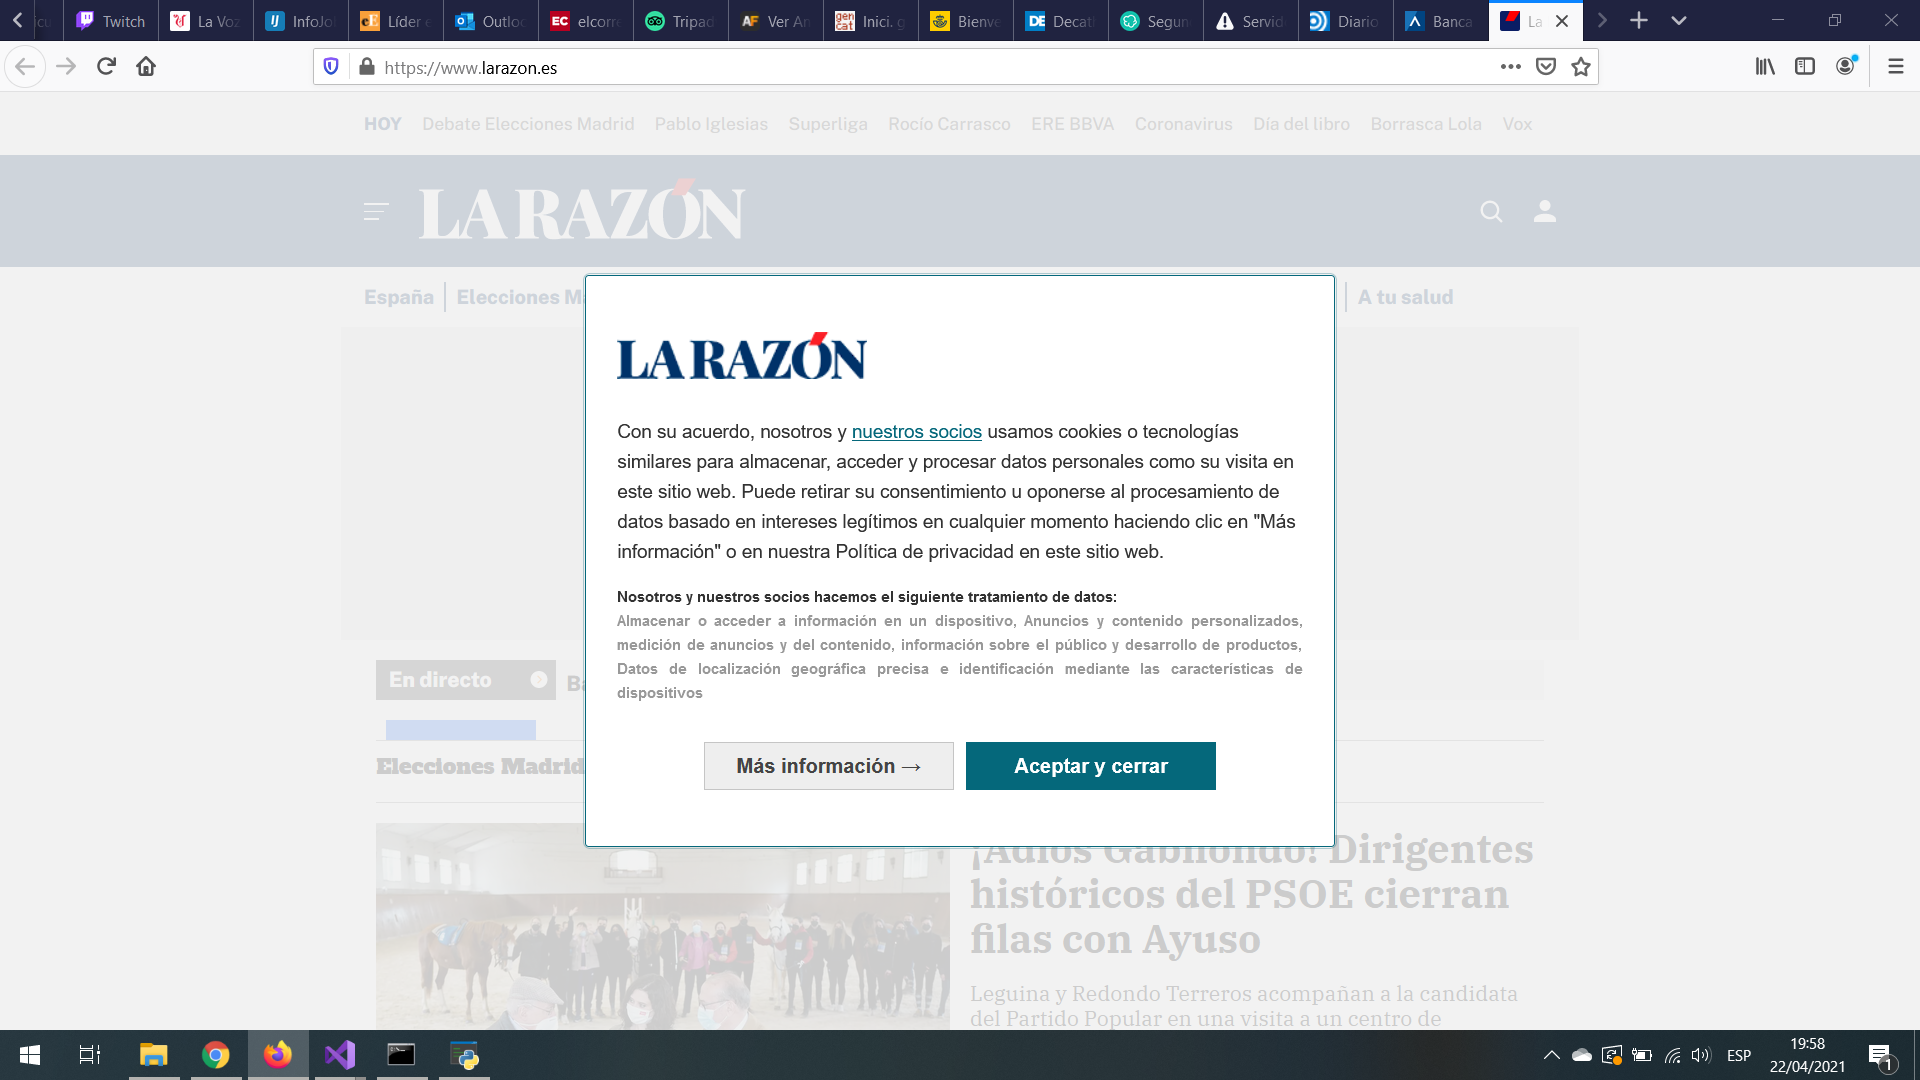 Twitch
La Voz
InfoJo
Líder e
Outlo
elcorre
Tripad
Ver An
Inici. g
Bienve
Decat
Segun
Servid
Diario
Banca
La
https://www.larazon.es
HOY Debate Elecciones Madrid Pablo Iglesias Superliga Rocío Carrasco ERE BBVA Coronavirus Día del libro Borrasca Lola Vox
LA RAZÓN
España Elecciones Ma A tu salud
LA RAZÓN
Con su acuerdo, nosotros y nuestros socios usamos cookies o tecnologías
similares para almacenar, acceder y procesar datos personales como su visita en
este sitio web. Puede retirar su consentimiento u oponerse al procesamiento de
datos basado en intereses legítimos en cualquier momento haciendo clic en "Más
información" o en nuestra Política de privacidad en este sitio web.
Nosotros y nuestros socios hacemos el siguiente tratamiento de datos:
Almacenar o acceder a información en un dispositivo, Anuncios y contenido personalizados,
medición de anuncios y del contenido, información sobre el público y desarrollo de productos,
Datos de localización geográfica precisa e identificación mediante las características de
dispositivos
En directo Ba
Más información → Aceptar y cerrar
Elecciones Madrid
¡Adiós Gabilondo! Dirigentes
históricos del PSOE cierran
filas con Ayuso
Leguina y Redondo Terreros acompañan a la candidata
del Partido Popular en una visita a un centro de
ESP
19:58
22/04/2021
1